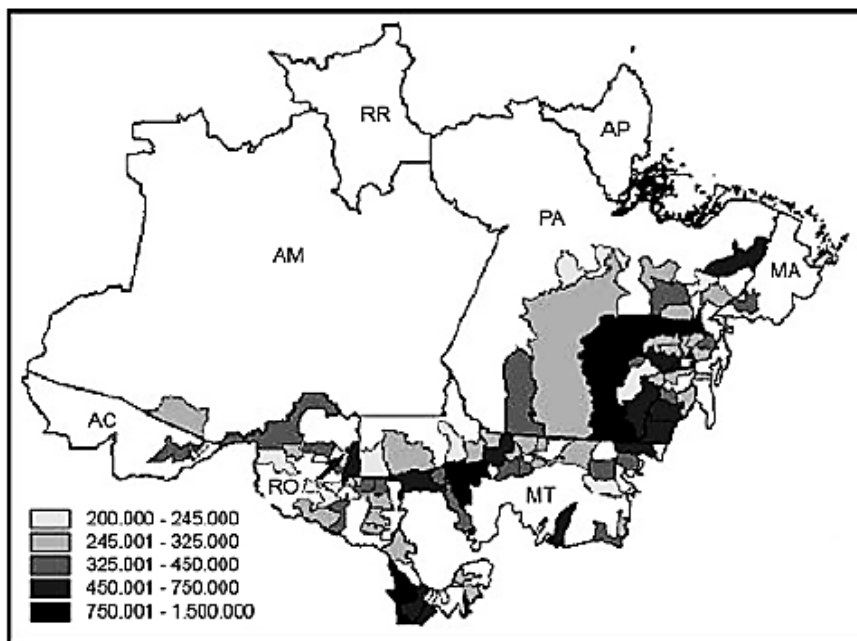 RR
AP
PA
AM
MA
AC
RO
MT
200.000 - 245.000
245.001 - 325.000
325.001 - 450.000
450.001 - 750.000
750.001 - 1.500.000